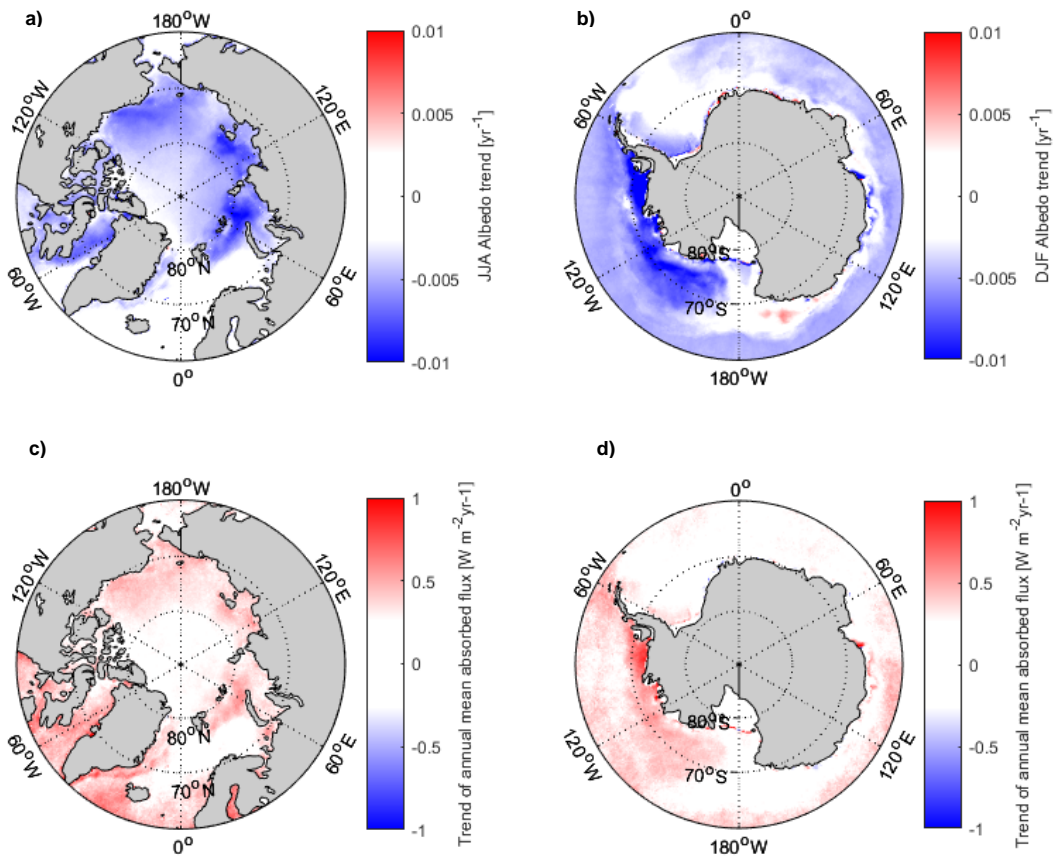 a)
180°W
120°W
120°E
60°W
60°E
80°N
70°N
0°
0.01
0.005
0
-0.005
-0.01
JJA Albedo trend [yr⁻¹]
b)
0°
60°W
60°E
120°W
120°E
80°S
70°S
180°W
0.01
0.005
0
-0.005
-0.01
DJF Albedo trend [yr⁻¹]
c)
180°W
120°W
120°E
60°W
60°E
80°N
70°N
0°
1
0.5
0
-0.5
-1
Trend of annual mean absorbed flux [W m⁻²yr-1]
d)
0°
60°W
60°E
120°W
120°E
80°S
70°S
180°W
1
0.5
0
-0.5
-1
Trend of annual mean absorbed flux [W m⁻²yr-1]